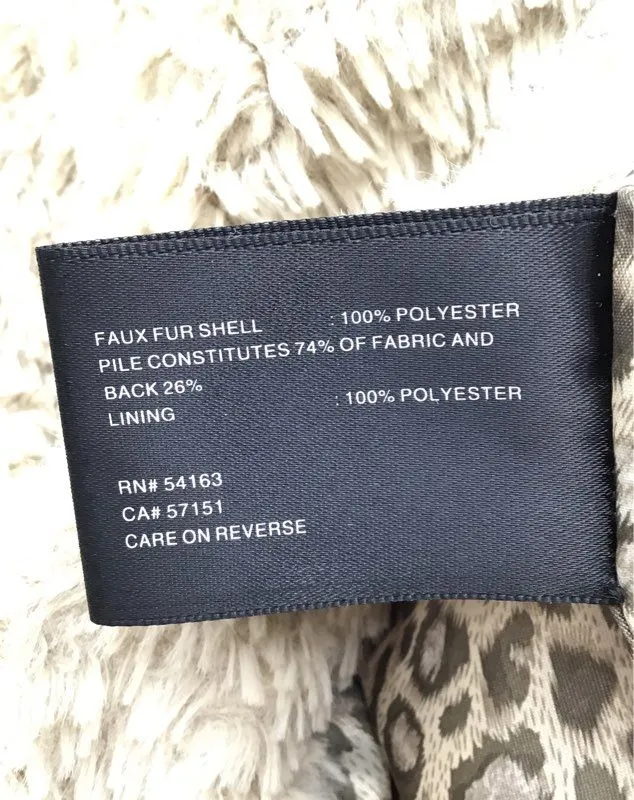 FAUX FUR SHELL : 100% POLYESTER
PILE CONSTITUTES 74% OF FABRIC AND
BACK 26%
LINING : 100% POLYESTER
RN# 54163
CA# 57151
CARE ON REVERSE